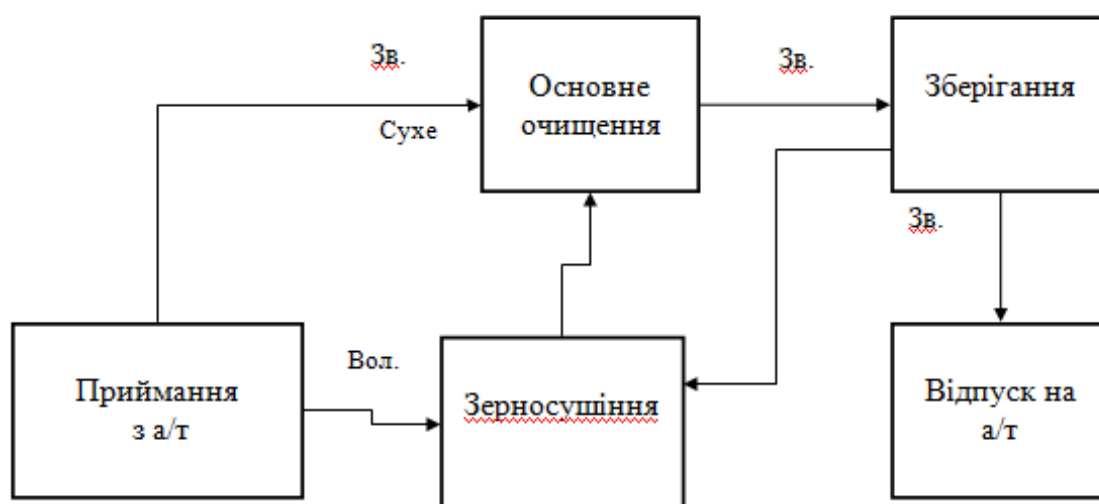 Зв.
Сухе
Основне
очищення
Зв.
Зберігання
Зв.
Приймання
з а/т
Вол.
Зерносушіння
Відпуск на
а/т